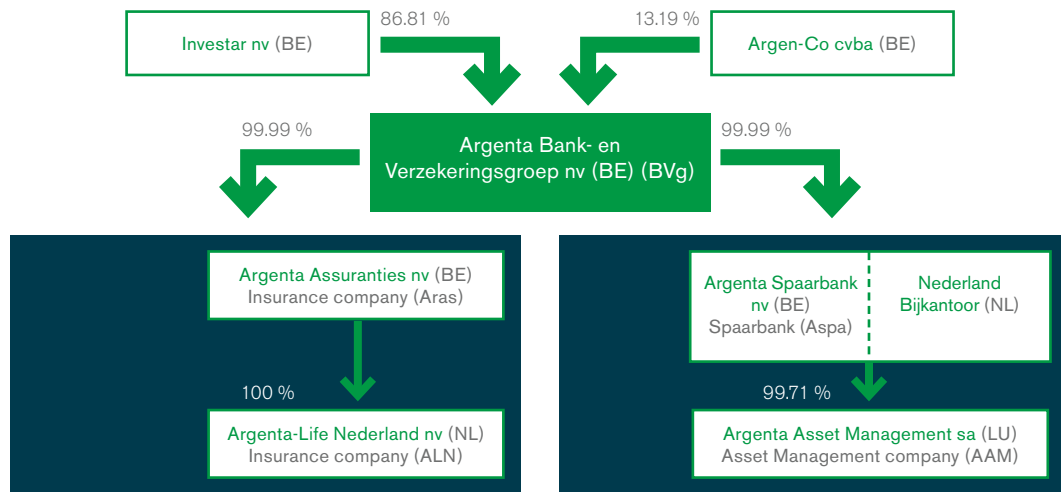 86.81 %
13.19 %
Investar nv (BE)
Argen-Co cvba (BE)
99.99 %
99.99 %
Argenta Bank- en
Verzekeringsgroep nv (BE) (BVg)
Argenta Assuranties nv (BE)
Insurance company (Aras)
100 %
Argenta-Life Nederland nv (NL)
Insurance company (ALN)
Argenta Spaarbank
nv (BE)
Spaarbank (Aspa)
Nederland
Bijkantoor (NL)
99.71 %
Argenta Asset Management sa (LU)
Asset Management company (AAM)